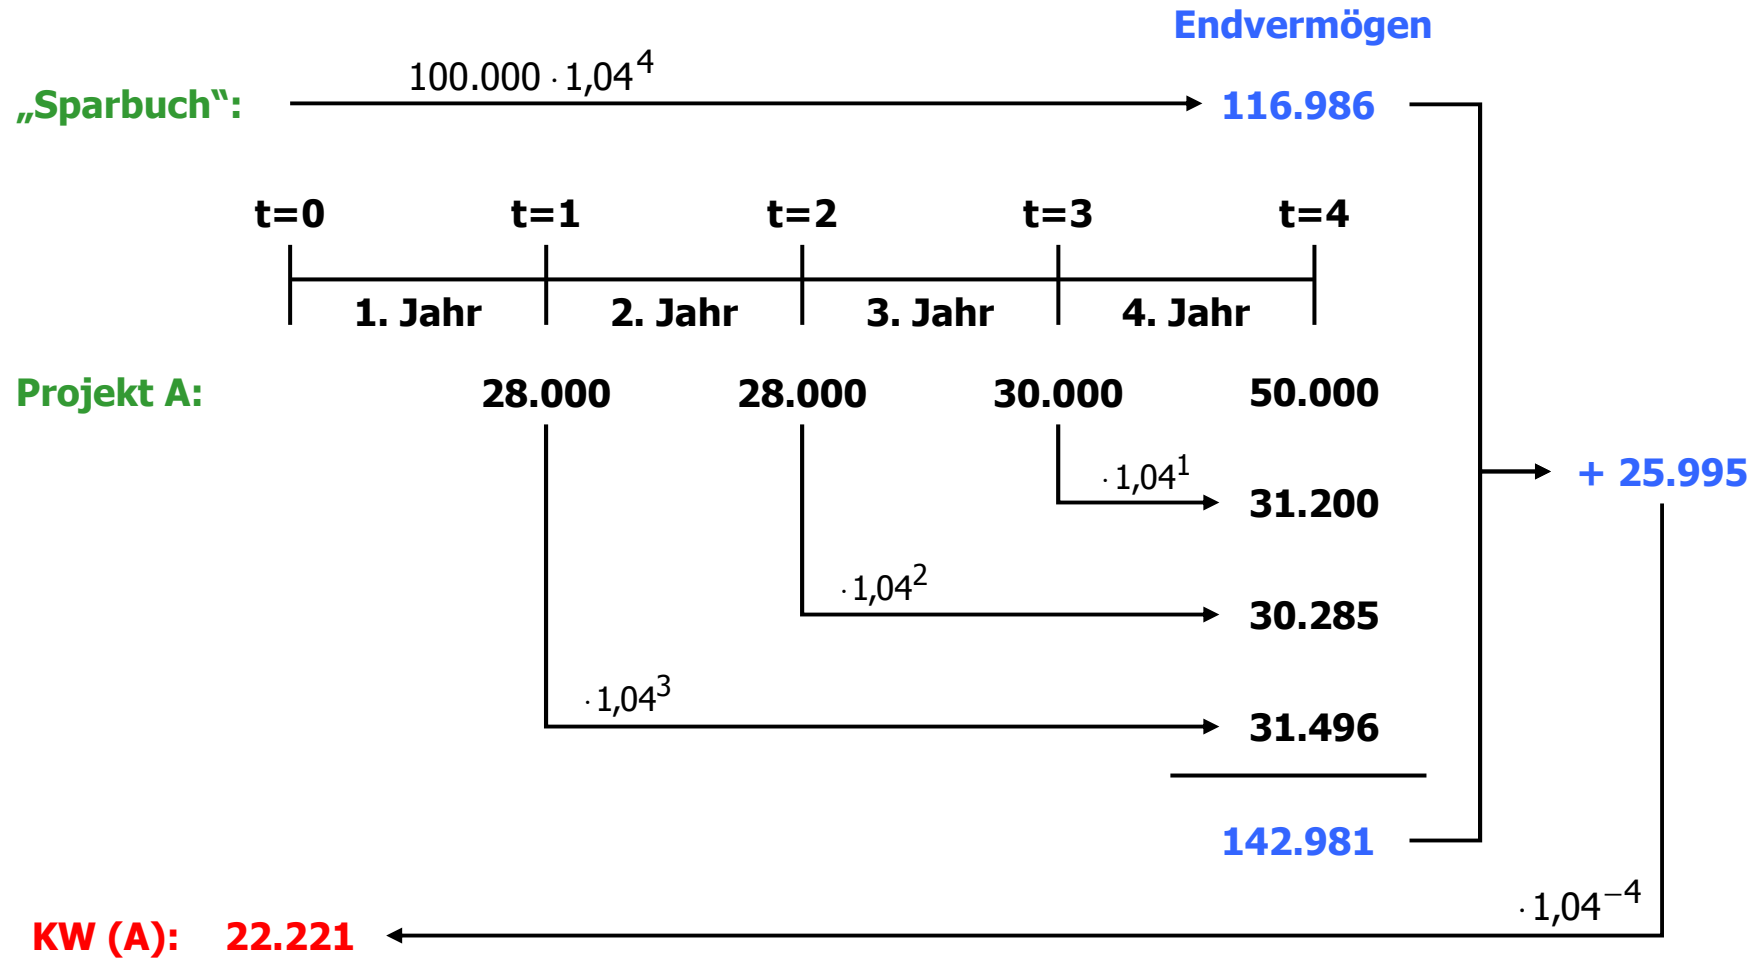 Endvermögen
100.000 · 1,04⁴
„Sparbuch“: 116.986
t=0 t=1 t=2 t=3 t=4
1. Jahr 2. Jahr 3. Jahr 4. Jahr
Projekt A: 28.000 28.000 30.000 50.000
· 1,04¹
+ 25.995
31.200
· 1,04²
30.285
· 1,04³
31.496
142.981
· 1,04⁻⁴
KW (A): 22.221